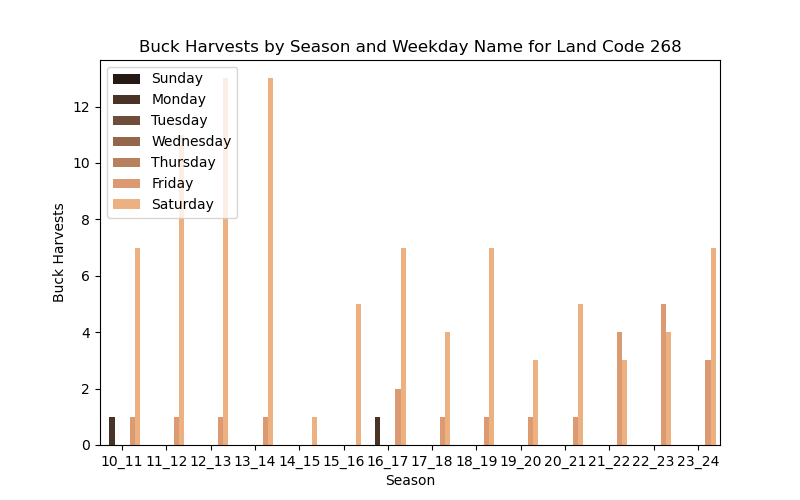 Buck Harvests by Season and Weekday Name for Land Code 268
Sunday
Monday
Tuesday
Wednesday
Thursday
Friday
Saturday
12
10
8
6
4
2
0
Buck Harvests
10_11 11_12 12_13 13_14 14_15 15_16 16_17 17_18 18_19 19_20 20_21 21_22 22_23 23_24
Season